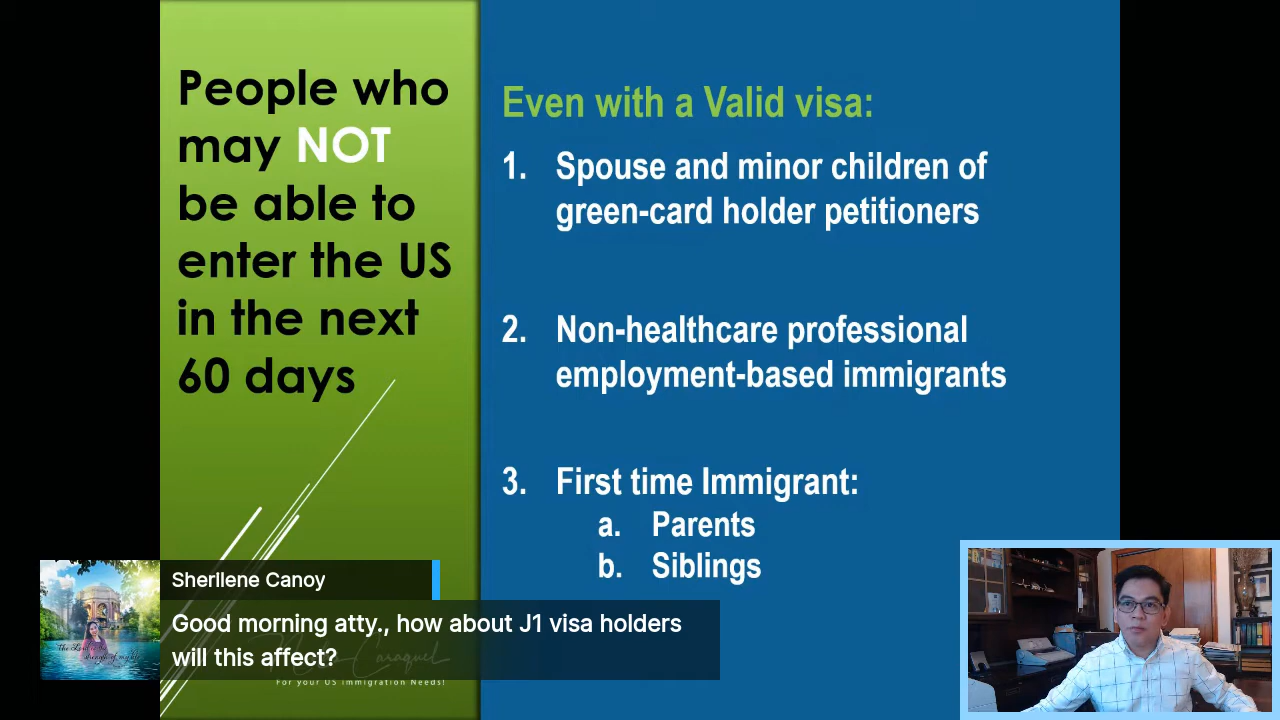 People who
may NOT
be able to
enter the US
in the next
60 days
Even with a Valid visa:
1. Spouse and minor children of
green-card holder petitioners
2. Non-healthcare professional
employment-based immigrants
3. First time Immigrant:
a. Parents
b. Siblings
Sherilene Canoy
Good morning atty., how about J1 visa holders
will this affect?
Caraquel
For your US immigration Needs!